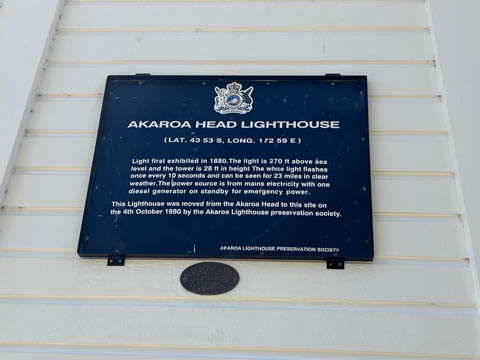 AKAROA HEAD LIGHTHOUSE
(LAT. 43 53 S, LONG. 172 59 E)
Light first exhibited in 1880.The light is 270 ft above sea
level and the tower is 28 ft in height The white light flashes
once every 10 seconds and can be seen for 23 miles in clear
weather.The power source is from mains electricity with one
diesel generator on standby for emergency power.
This Lighthouse was moved from the Akaroa Head to this site on
the 4th October 1980 by the Akaroa Lighthouse preservation society.
AKAROA LIGHTHOUSE PRESERVATION SOCIETY